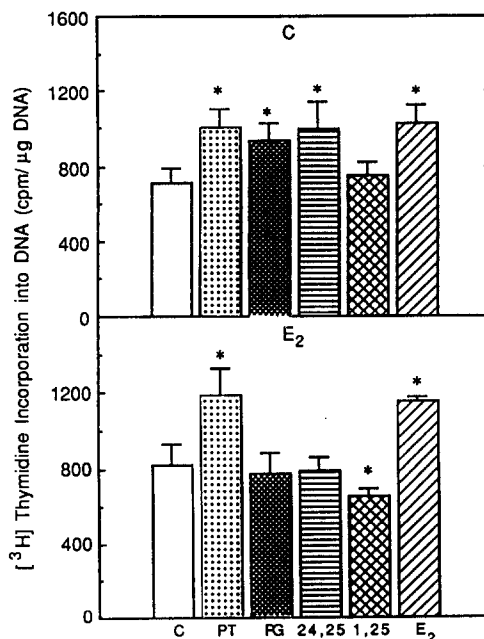 [³H] Thymidine Incorporation into DNA (cpm/ μg DNA)
1600
C
1200
* * * *
800
400
0
E₂
1200
* * *
800
400
0
C PT PG 24,25 1,25 E₂